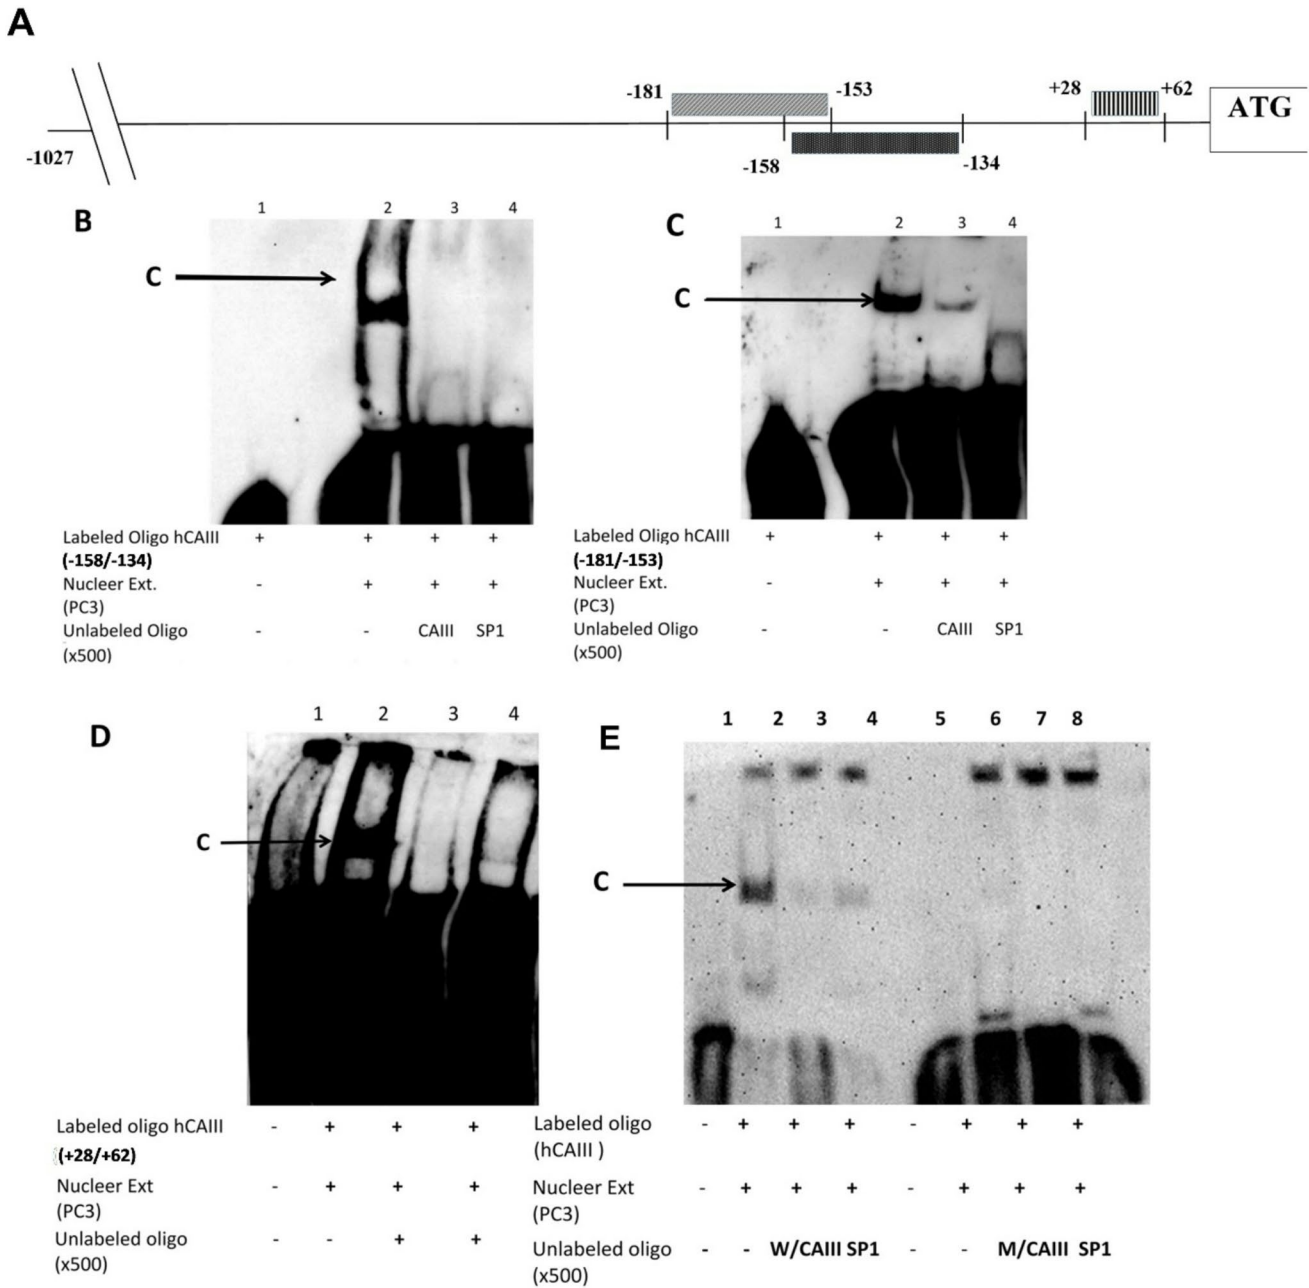 A
-181
-153
+28
+62
ATG
-1027
-158
-134
B
1 2 3 4
C
Labeled Oligo hCAIII + + + +
(-158/-134)
Nucleer Ext. - + + +
(PC3)
Unlabeled Oligo - - CAIII SP1
(x500)
C
1 2 3 4
C
Labeled Oligo hCAIII + + + +
(-181/-153)
Nucleer Ext. - + + +
(PC3)
Unlabeled Oligo - - CAIII SP1
(x500)
D
1 2 3 4
C
Labeled oligo hCAIII - + + +
(+28/+62)
Nucleer Ext - + + +
(PC3)
Unlabeled oligo - - + +
(x500)
E
1 2 3 4 5 6 7 8
C
Labeled oligo - + + + - + + +
(hCAIII )
Nucleer Ext - + + + - + + +
(PC3)
Unlabeled oligo - - W/CAIII SP1 - - M/CAIII SP1
(x500)